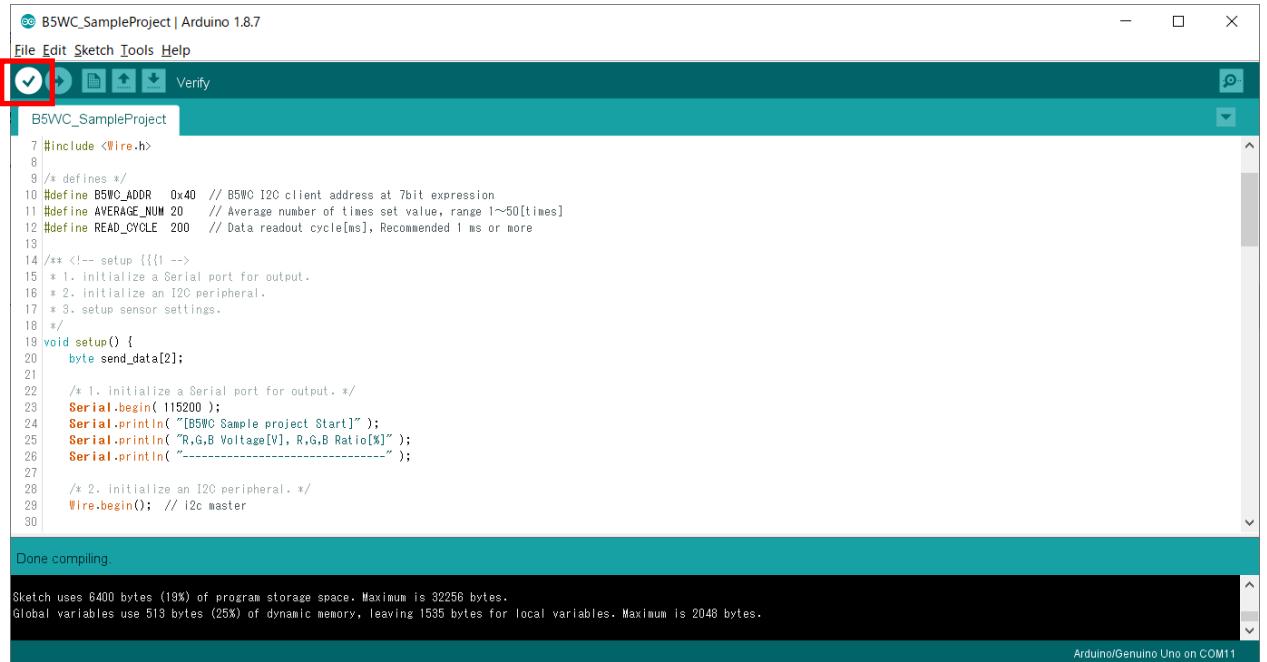 B5WC_SampleProject | Arduino 1.8.7
File Edit Sketch Tools Help
Verify
B5WC_SampleProject
7 #include <Wire.h>
8
9 /* defines */
10 #define B5WC_ADDR   0x40  // B5WC I2C client address at 7bit expression
11 #define AVERAGE_NUM 20    // Average number of times set value, range 1～50[times]
12 #define READ_CYCLE  200   // Data readout cycle[ms], Recommended 1 ms or more
13
14 /** <!-- setup {{{1 -->
15  * 1. initialize a Serial port for output.
16  * 2. initialize an I2C peripheral.
17  * 3. setup sensor settings.
18  */
19 void setup() {
20     byte send_data[2];
21
22     /* 1. initialize a Serial port for output. */
23     Serial.begin( 115200 );
24     Serial.println( "[B5WC Sample project Start]" );
25     Serial.println( "R,G,B Voltage[V], R,G,B Ratio[%]" );
26     Serial.println( "--------------------------------" );
27
28     /* 2. initialize an I2C peripheral. */
29     Wire.begin();  // i2c master
30
Done compiling.
Sketch uses 6400 bytes (19%) of program storage space. Maximum is 32256 bytes.
Global variables use 513 bytes (25%) of dynamic memory, leaving 1535 bytes for local variables. Maximum is 2048 bytes.
Arduino/Genuino Uno on COM11